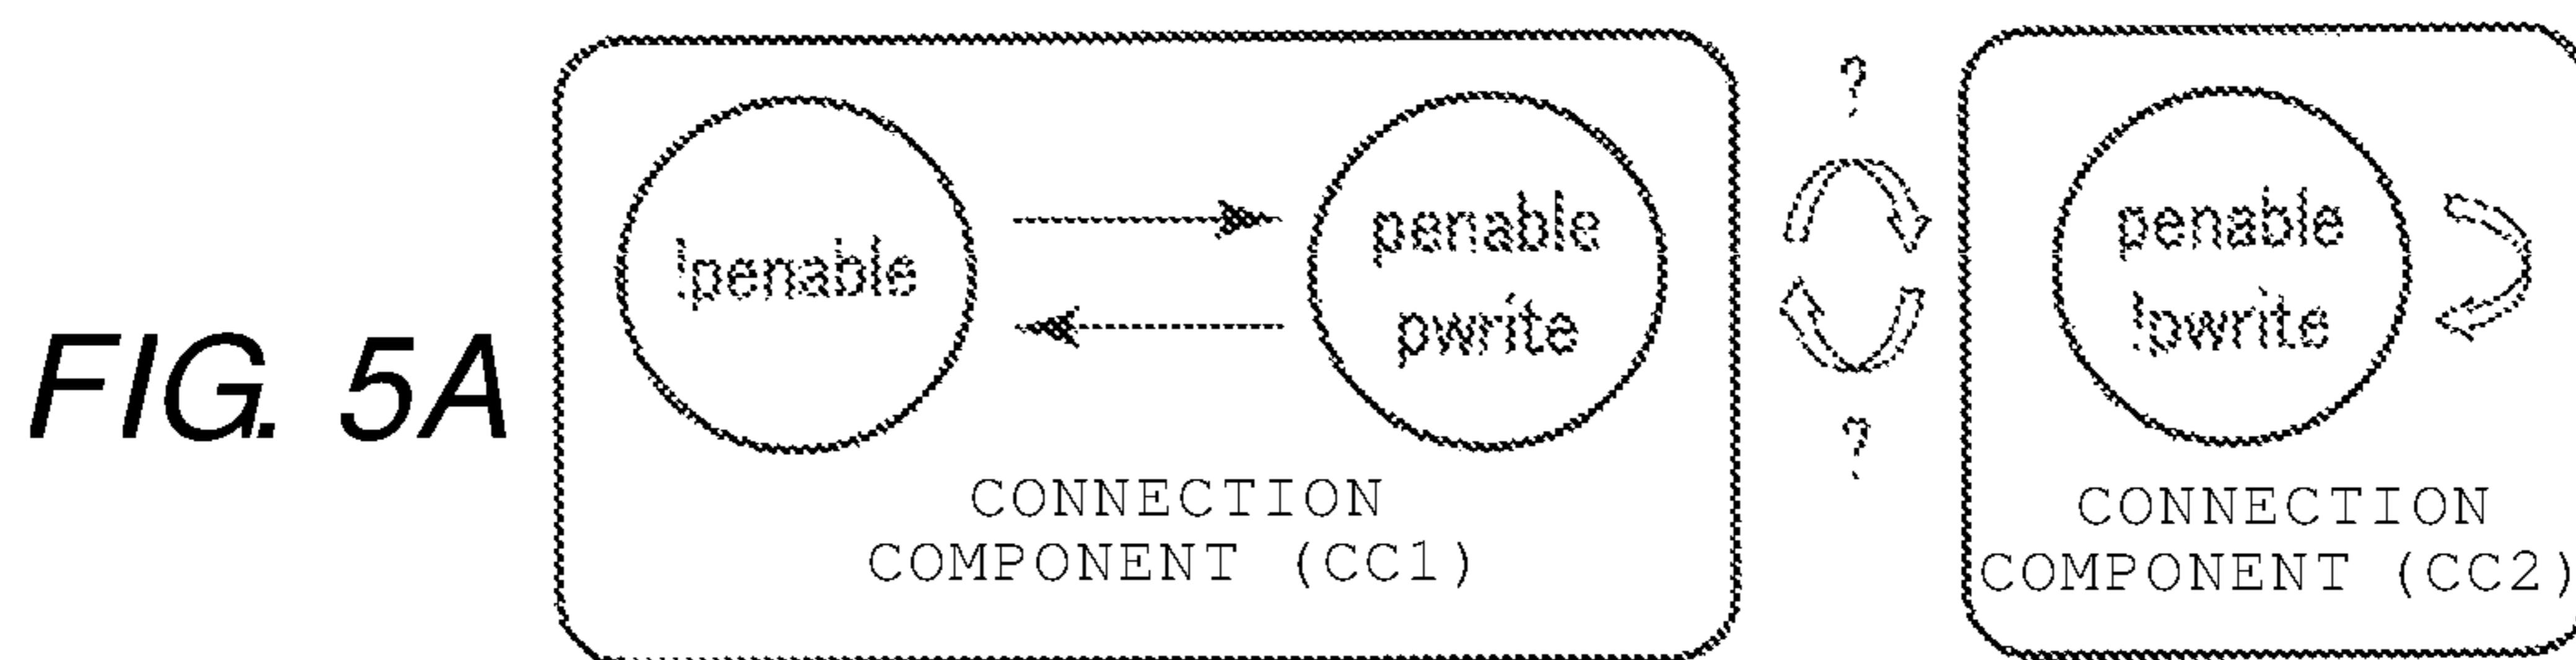 FIG. 5A
!penable
penable
pwrite
CONNECTION
COMPONENT (CC1)
?
?
penable
!pwrite
CONNECTION
COMPONENT (CC2)